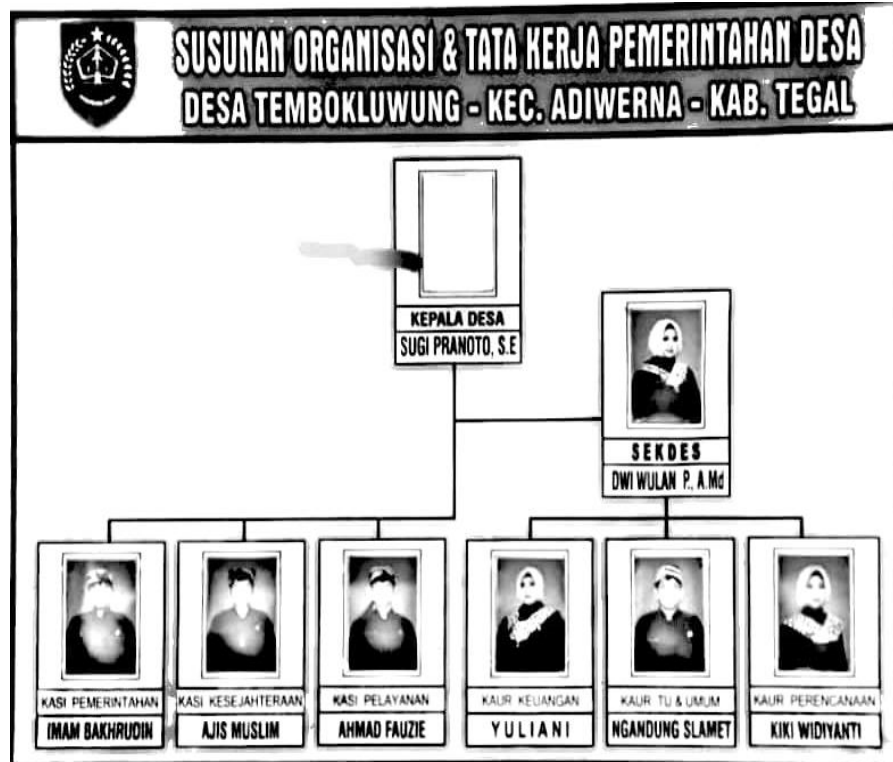 SUSUNAN ORGANISASI & TATA KERJA PEMERINTAHAN DESA
DESA TEMBOKLUWUNG - KEC. ADIWERNA - KAB. TEGAL
KEPALA DESA
SUGI PRANOTO, S.E
SEKDES
DWI WULAN P., A.Md
KASI PEMERINTAHAN
IMAM BAKHRUDIN
KASI KESEJAHTERAAN
AJIS MUSLIM
KASI PELAYANAN
AHMAD FAUZIE
KAUR KEUANGAN
YULIANI
KAUR TU & UMUM
NGANDUNG SLAMET
KAUR PERENCANAAN
KIKI WIDIYANTI